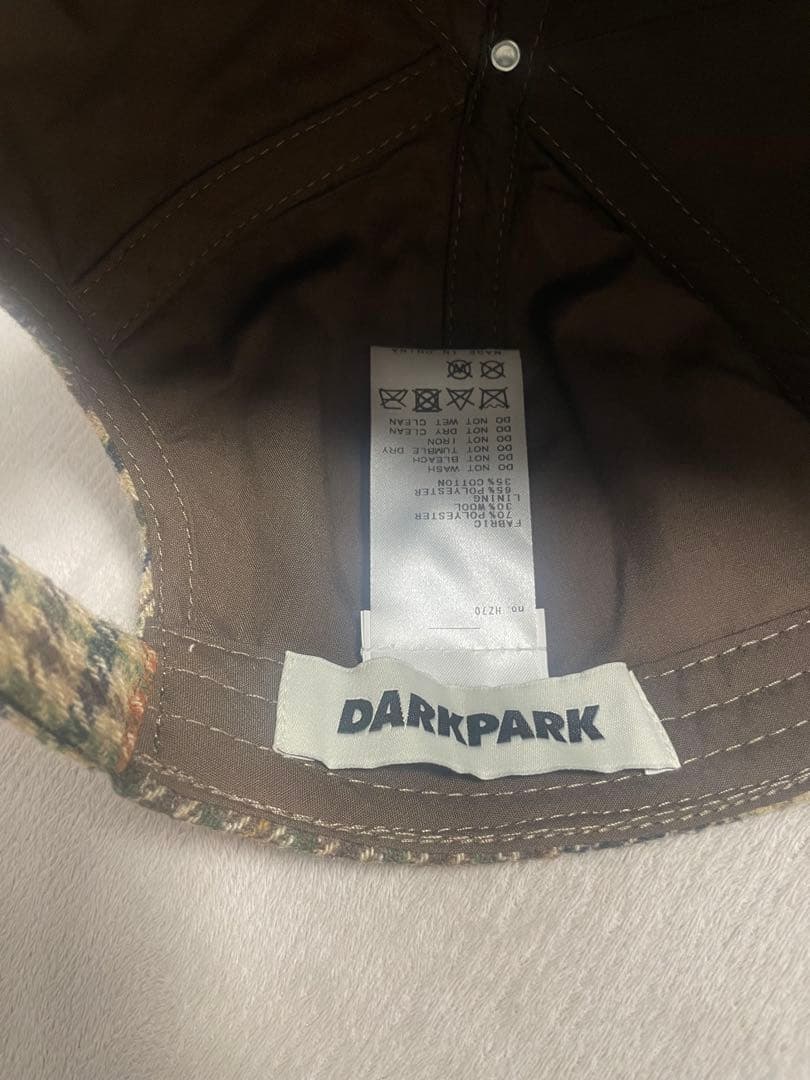 DARKPARK
no. HZ70
FABRIC
70% POLYESTER
30% WOOL
LINING
65% POLYESTER
35% COTTON
DO NOT WASH
DO NOT BLEACH
DO NOT TUMBLE DRY
DO NOT IRON
DO NOT DRY CLEAN
DO NOT WET CLEAN
MADE IN CHINA